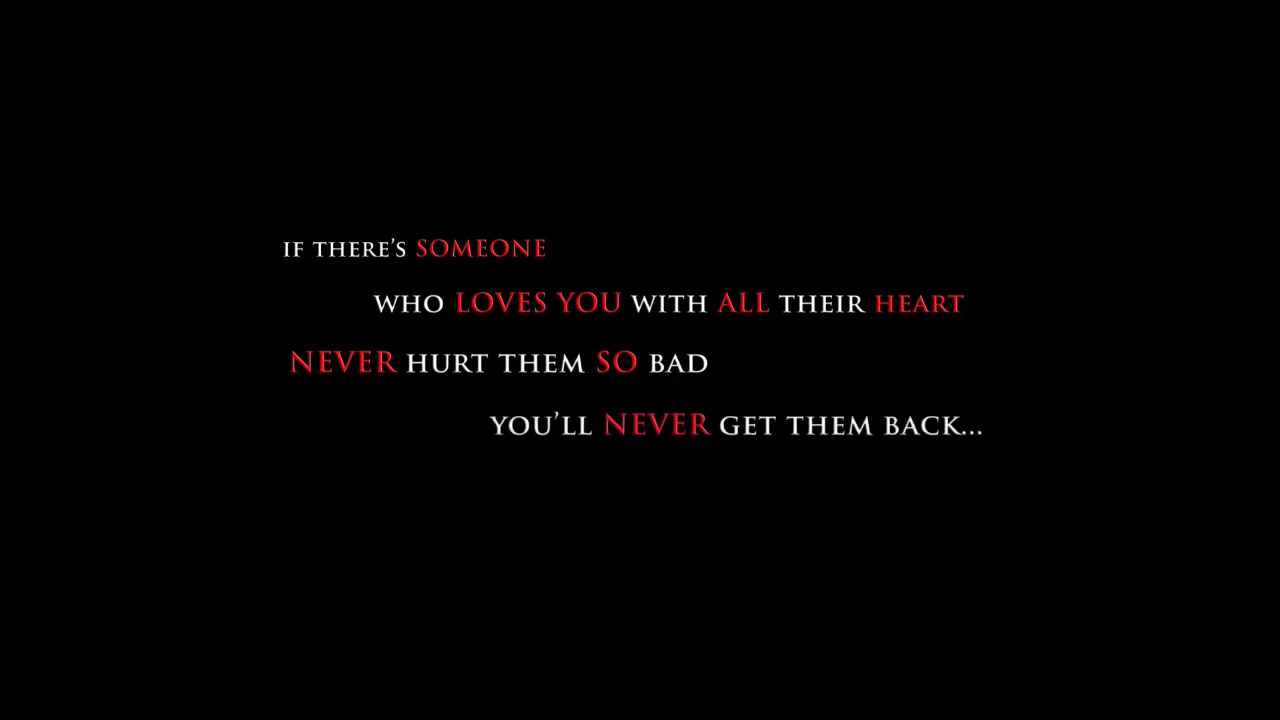 IF THERE'S SOMEONE
WHO LOVES YOU WITH ALL THEIR HEART
NEVER HURT THEM SO BAD
YOU'LL NEVER GET THEM BACK...